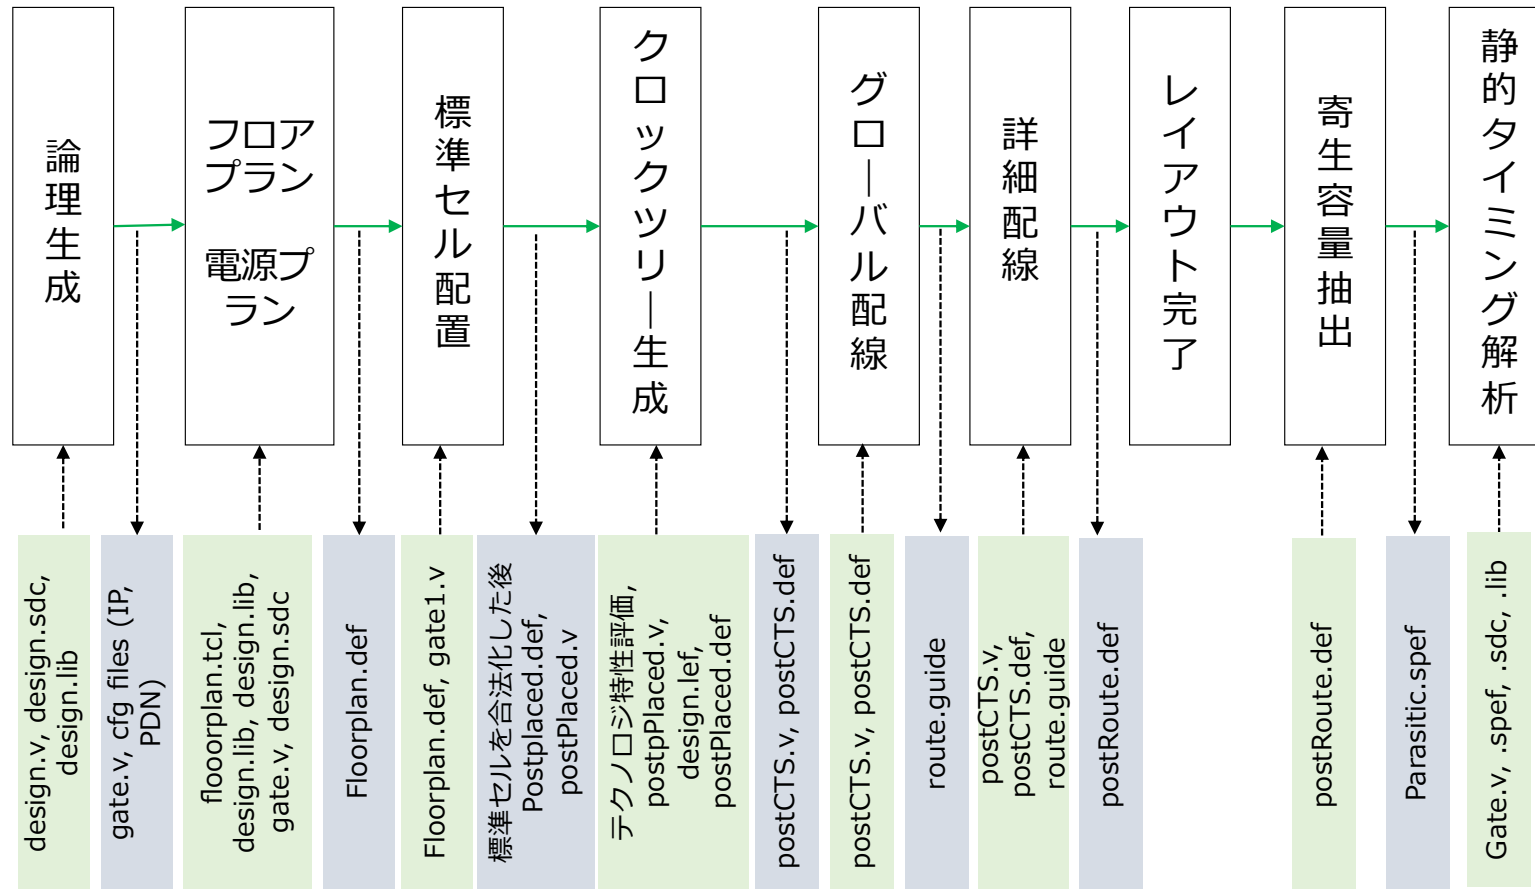 論理生成
フロア
プラン
電源プ
ラン
標準セル配置
クロックツリー生成
グローバル配線
詳細配線
レイアウト完了
寄生容量抽出
静的タイミング解析
design.v, design.sdc,
design.lib
gate.v, cfg files (IP,
PDN)
flooorplan.tcl,
design.lib, design.lib,
gate.v, design.sdc
Floorplan.def
Floorplan.def, gate1.v
標準セルを合法化した後
Postplaced.def,
postPlaced.v
テクノロジ特性評価,
postpPlaced.v,
design.lef,
postPlaced.def
postCTS.v, postCTS.def
postCTS.v, postCTS.def
route.guide
postCTS.v,
postCTS.def,
route.guide
postRoute.def
postRoute.def
Parasitic.spef
Gate.v, .spef, .sdc, .lib